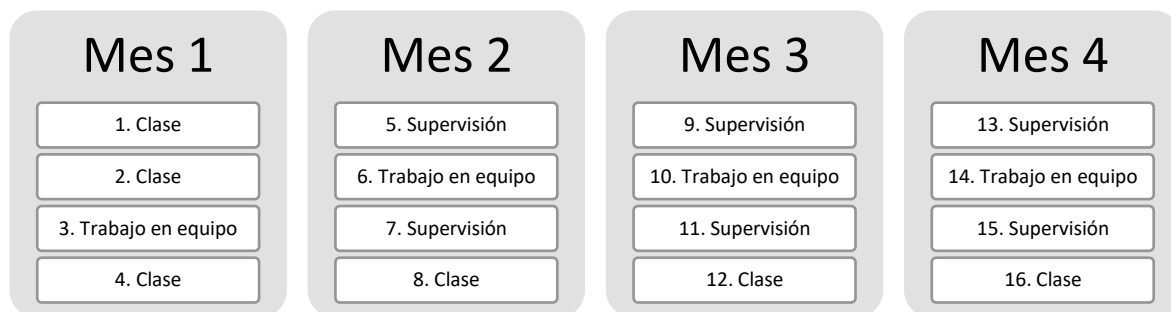 Mes 1
1. Clase
2. Clase
3. Trabajo en equipo
4. Clase
Mes 2
5. Supervisión
6. Trabajo en equipo
7. Supervisión
8. Clase
Mes 3
9. Supervisión
10. Trabajo en equipo
11. Supervisión
12. Clase
Mes 4
13. Supervisión
14. Trabajo en equipo
15. Supervisión
16. Clase